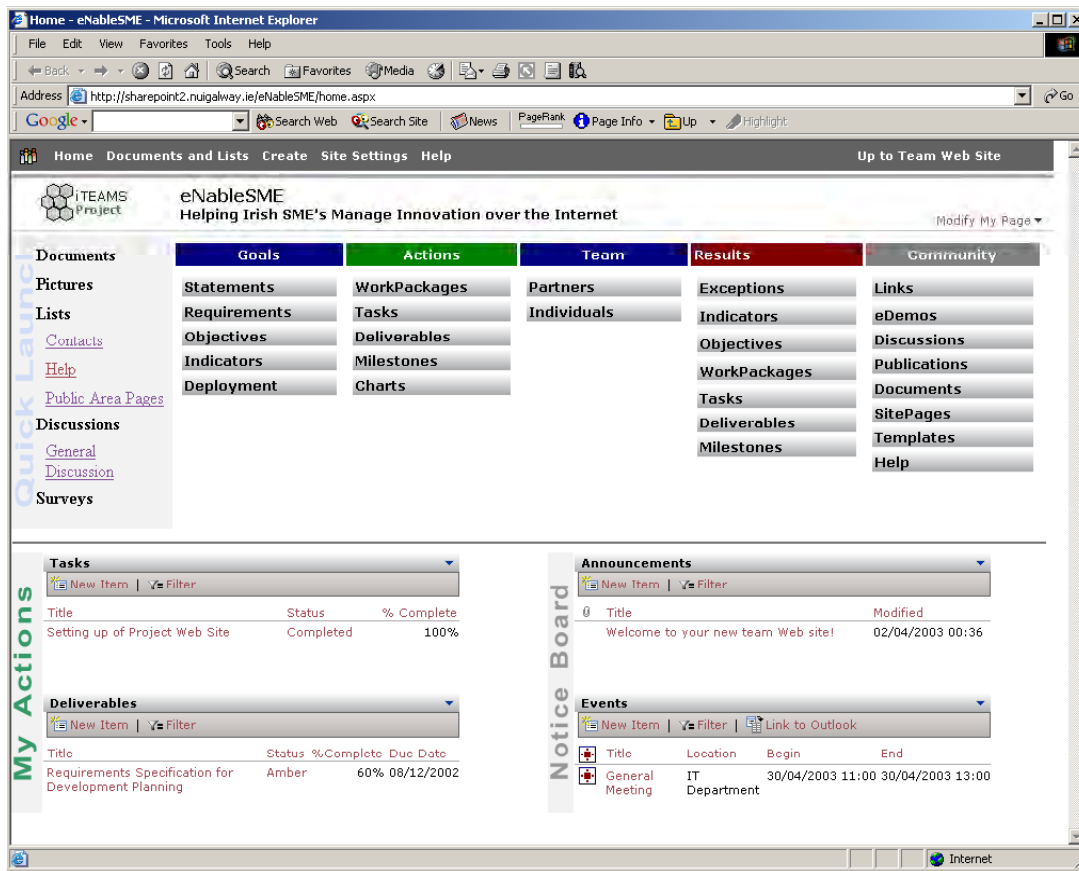 Home - eNableSME - Microsoft Internet Explorer
File Edit View Favorites Tools Help
Back Search Favorites Media
Address http://sharepoint2.nuigalway.ie/eNableSME/home.aspx Go
Google Search Web Search Site News PageRank Page Info Up Highlight
Home Documents and Lists Create Site Settings Help Up to Team Web Site
iTEAMS
Project
eNableSME
Helping Irish SME's Manage Innovation over the Internet
Modify My Page
Quick Launch
Documents
Pictures
Lists
Contacts
Help
Public Area Pages
Discussions
General
Discussion
Surveys
Goals
Statements
Requirements
Objectives
Indicators
Deployment
Actions
WorkPackages
Tasks
Deliverables
Milestones
Charts
Team
Partners
Individuals
Results
Exceptions
Indicators
Objectives
WorkPackages
Tasks
Deliverables
Milestones
Community
Links
eDemos
Discussions
Publications
Documents
SitePages
Templates
Help
My Actions
Tasks
New Item | Filter
Title Status % Complete
Setting up of Project Web Site Completed 100%
Deliverables
New Item | Filter
Title Status %Complete Due Date
Requirements Specification for Amber 60% 08/12/2002
Development Planning
Notice Board
Announcements
New Item | Filter
Title Modified
Welcome to your new team Web site! 02/04/2003 00:36
Events
New Item | Filter | Link to Outlook
Title Location Begin End
General IT 30/04/2003 11:00 30/04/2003 13:00
Meeting Department
Internet